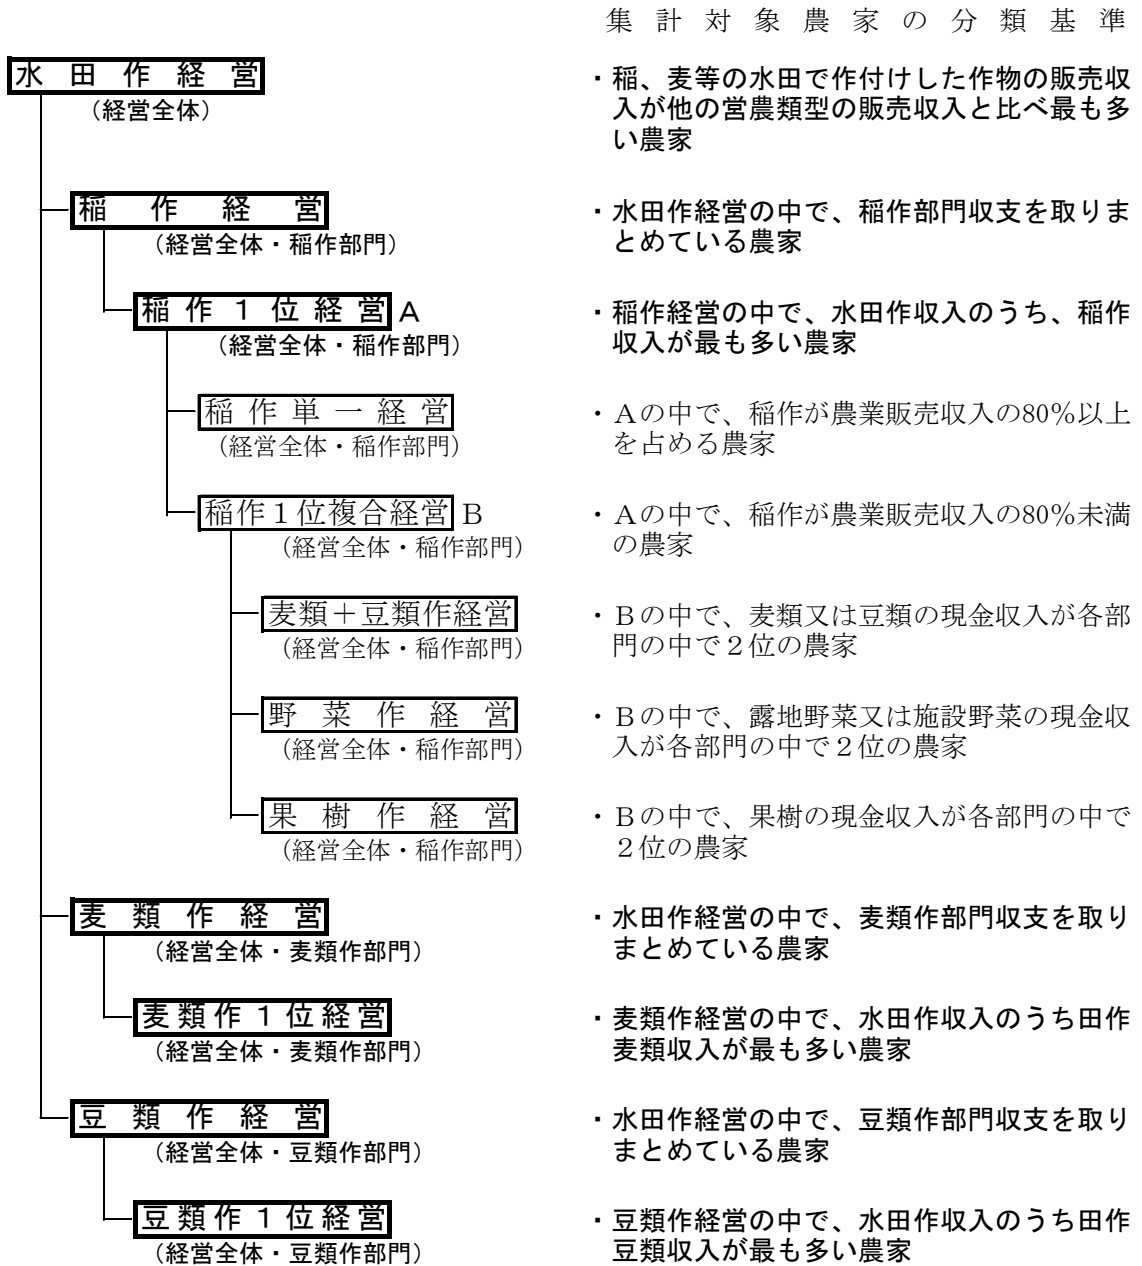 集計対象農家の分類基準
水田作経営
(経営全体)
・稲、麦等の水田で作付けした作物の販売収
入が他の営農類型の販売収入と比べ最も多
い農家
稲作経営
(経営全体・稲作部門)
・水田作経営の中で、稲作部門収支を取りま
とめている農家
稲作1位経営 A
(経営全体・稲作部門)
・稲作経営の中で、水田作収入のうち、稲作
収入が最も多い農家
稲作単一経営
(経営全体・稲作部門)
・Aの中で、稲作が農業販売収入の80%以上
を占める農家
稲作1位複合経営 B
(経営全体・稲作部門)
・Aの中で、稲作が農業販売収入の80%未満
の農家
麦類+豆類作経営
(経営全体・稲作部門)
・Bの中で、麦類又は豆類の現金収入が各部
門の中で2位の農家
野菜作経営
(経営全体・稲作部門)
・Bの中で、露地野菜又は施設野菜の現金収
入が各部門の中で2位の農家
果樹作経営
(経営全体・稲作部門)
・Bの中で、果樹の現金収入が各部門の中で
2位の農家
麦類作経営
(経営全体・麦類作部門)
・水田作経営の中で、麦類作部門収支を取り
まとめている農家
麦類作1位経営
(経営全体・麦類作部門)
・麦類作経営の中で、水田作収入のうち田作
麦類収入が最も多い農家
豆類作経営
(経営全体・豆類作部門)
・水田作経営の中で、豆類作部門収支を取り
まとめている農家
豆類作1位経営
(経営全体・豆類作部門)
・豆類作経営の中で、水田作収入のうち田作
豆類収入が最も多い農家